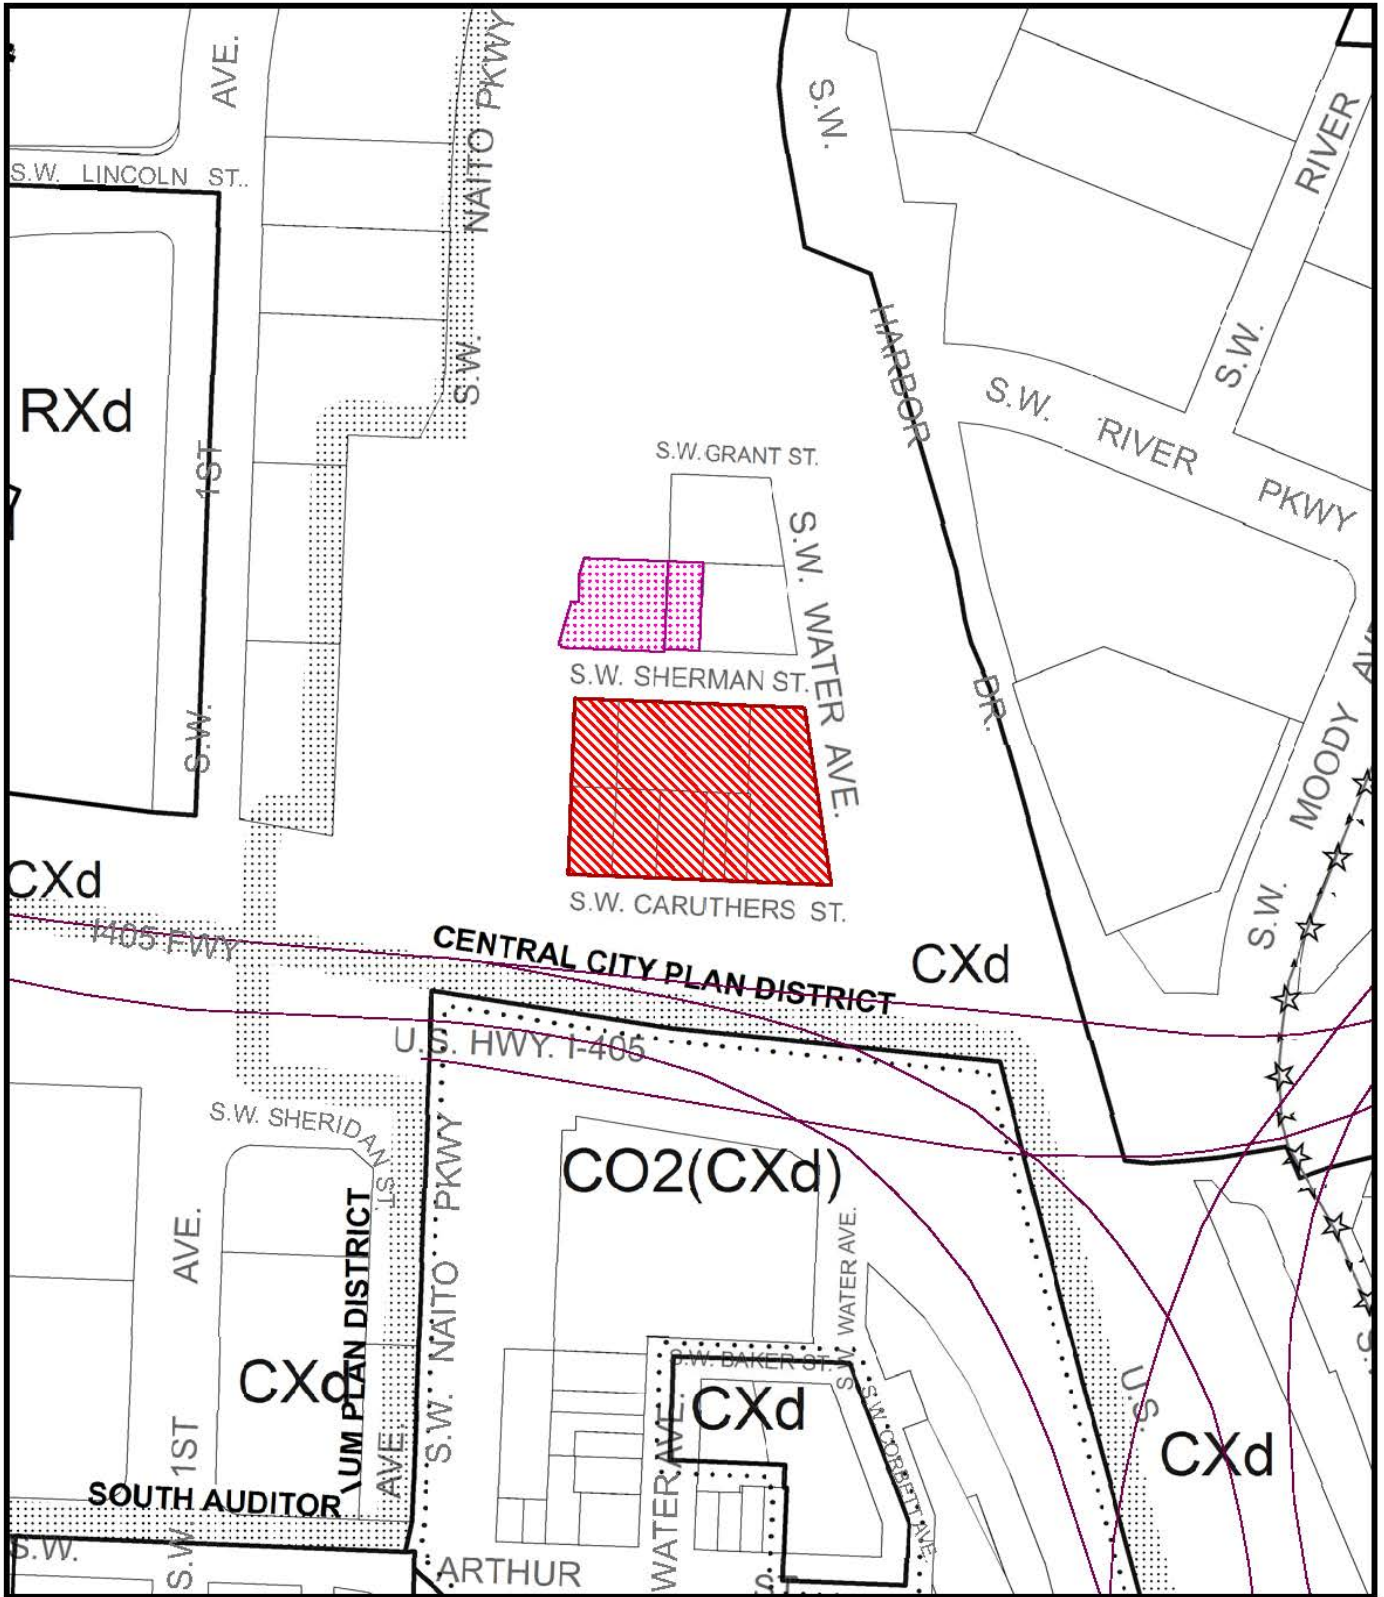 AVE.
NAITO PKWY
S.W.
RIVER
S.W. LINCOLN ST..
HARBOR
S.W.
S.W.
RXd
1ST
S.W. RIVER PKWY
S.W. GRANT ST.
S.W. WATER AVE.
S.W. SHERMAN ST.
DR.
S.W.
MOODY
S.W.
CXd
S.W. CARUTHERS ST.
I405 FWY
CENTRAL CITY PLAN DISTRICT
CXd
U.S. HWY. I-405
S.W. SHERIDAN ST.
PKWY
CO2(CXd)
AVE.
UM PLAN DISTRICT
S.W. NAITO
S.W. WATER AVE.
S.W. BAKER ST.
CXd
CXd
U.S.
S.W. CORBETT AVE.
CXd
S.W. 1ST
AVE.
WATER AVE.
SOUTH AUDITOR
S.W.
ARTHUR